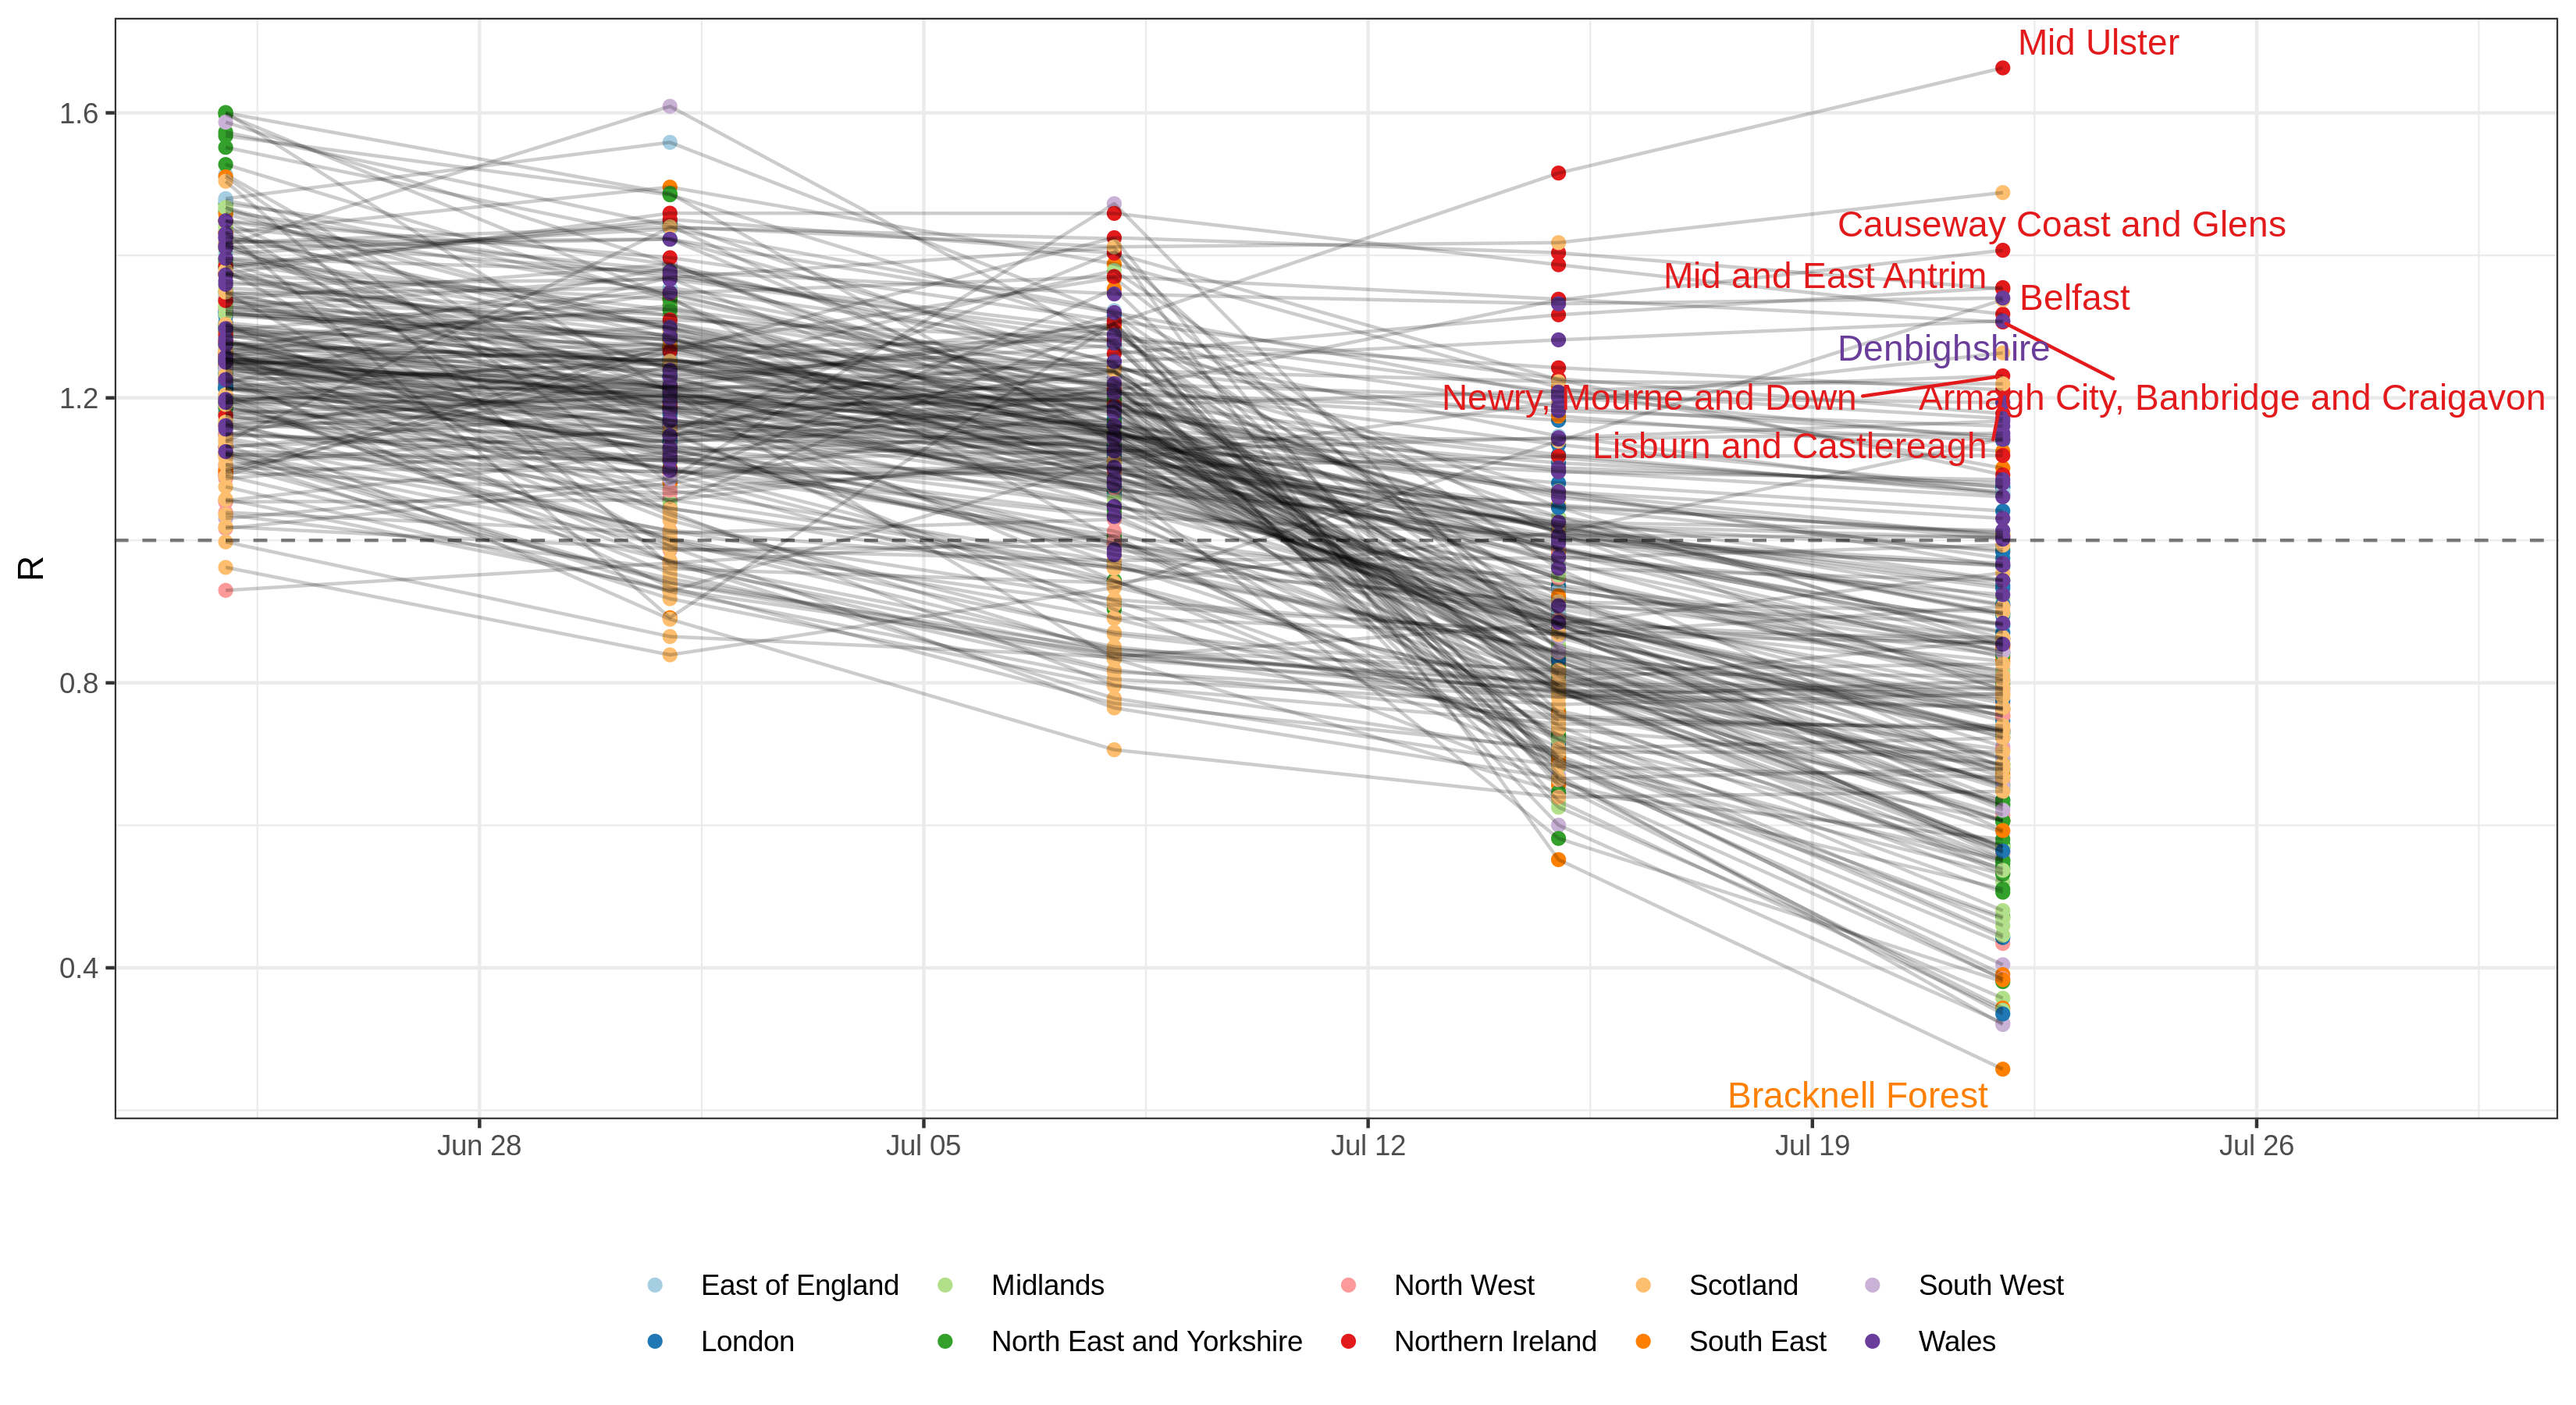 Mid Ulster
1.6
Causeway Coast and Glens
Mid and East Antrim
Belfast
Denbighshire
1.2
Newry, Mourne and Down
Armagh City, Banbridge and Craigavon
Lisburn and Castlereagh
R
0.8
0.4
Bracknell Forest
Jun 28
Jul 05
Jul 12
Jul 19
Jul 26
East of England
Midlands
North West
Scotland
South West
London
North East and Yorkshire
Northern Ireland
South East
Wales